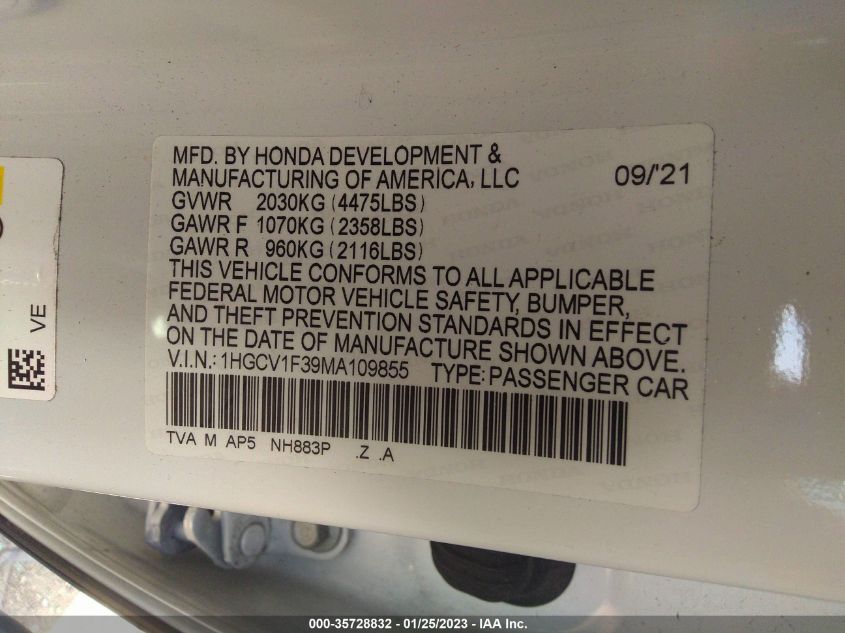 MFD. BY HONDA DEVELOPMENT &
MANUFACTURING OF AMERICA, LLC 09/'21
GVWR 2030KG (4475LBS)
GAWR F 1070KG (2358LBS)
GAWR R 960KG (2116LBS)
THIS VEHICLE CONFORMS TO ALL APPLICABLE
FEDERAL MOTOR VEHICLE SAFETY, BUMPER,
AND THEFT PREVENTION STANDARDS IN EFFECT
ON THE DATE OF MANUFACTURE SHOWN ABOVE.
V.I.N.: 1HGCV1F39MA109855 TYPE: PASSENGER CAR
TVA M AP5 NH883P .Z .A
VE
000-35728832 - 01/25/2023 - IAA Inc.